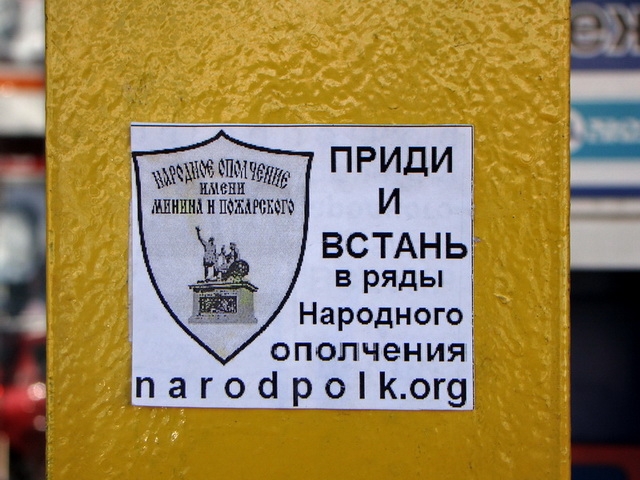 НАРОДНОЕ ОПОЛЧЕНИЕ
ИМЕНИ
МИНИНА И ПОЖАРСКОГО
ПРИДИ
И
ВСТАНЬ
в ряды
Народного
ополчения
narodpolk.org